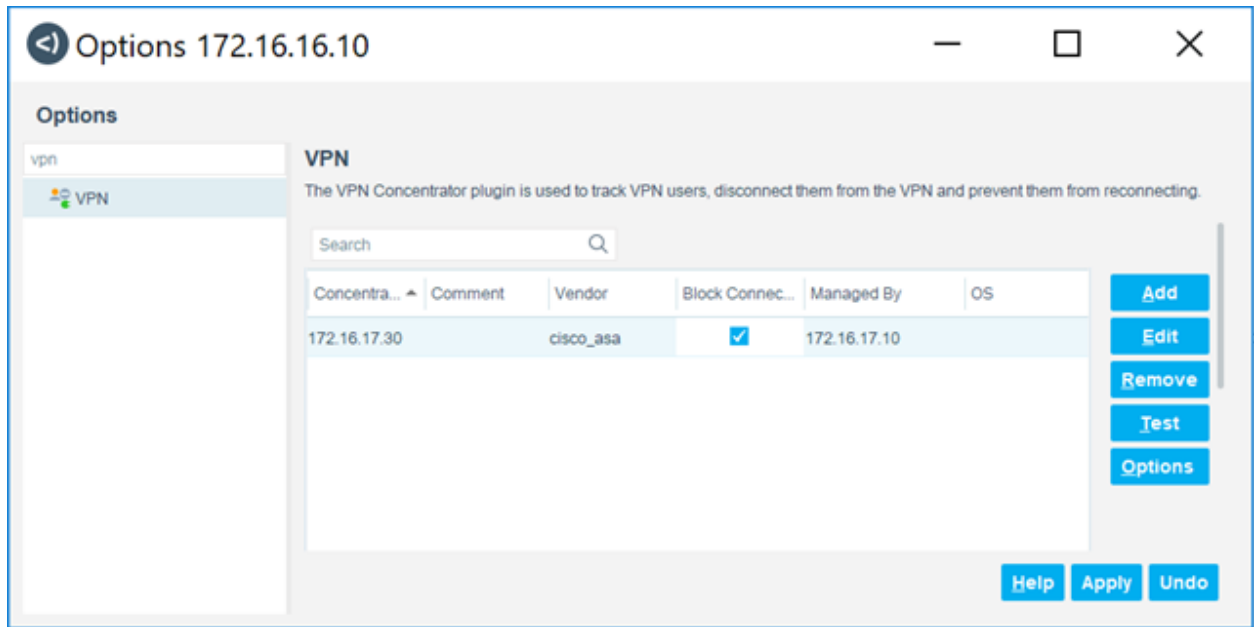 Options 172.16.16.10
Options
vpn
VPN
VPN
The VPN Concentrator plugin is used to track VPN users, disconnect them from the VPN and prevent them from reconnecting.
Search
Concentra... Comment Vendor Block Connec... Managed By OS
172.16.17.30 cisco_asa 172.16.17.10
Add
Edit
Remove
Test
Options
Help Apply Undo